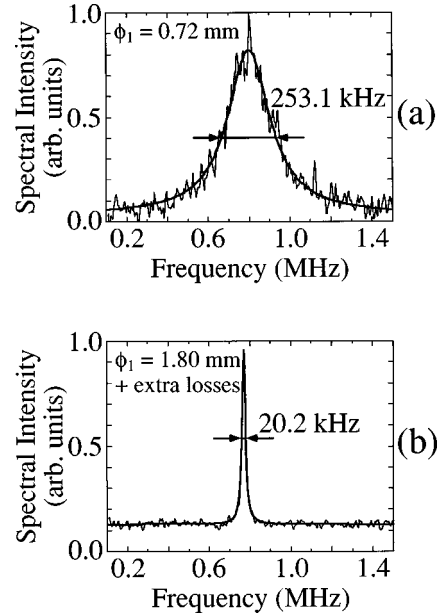 1.0
ϕ₁ = 0.72 mm
253.1 kHz
(a)
0.5
0.0
Spectral Intensity
(arb. units)
0.2 0.6 1.0 1.4
Frequency (MHz)
1.0
ϕ₁ = 1.80 mm
+ extra losses
20.2 kHz
(b)
0.5
0.0
Spectral Intensity
(arb. units)
0.2 0.6 1.0 1.4
Frequency (MHz)